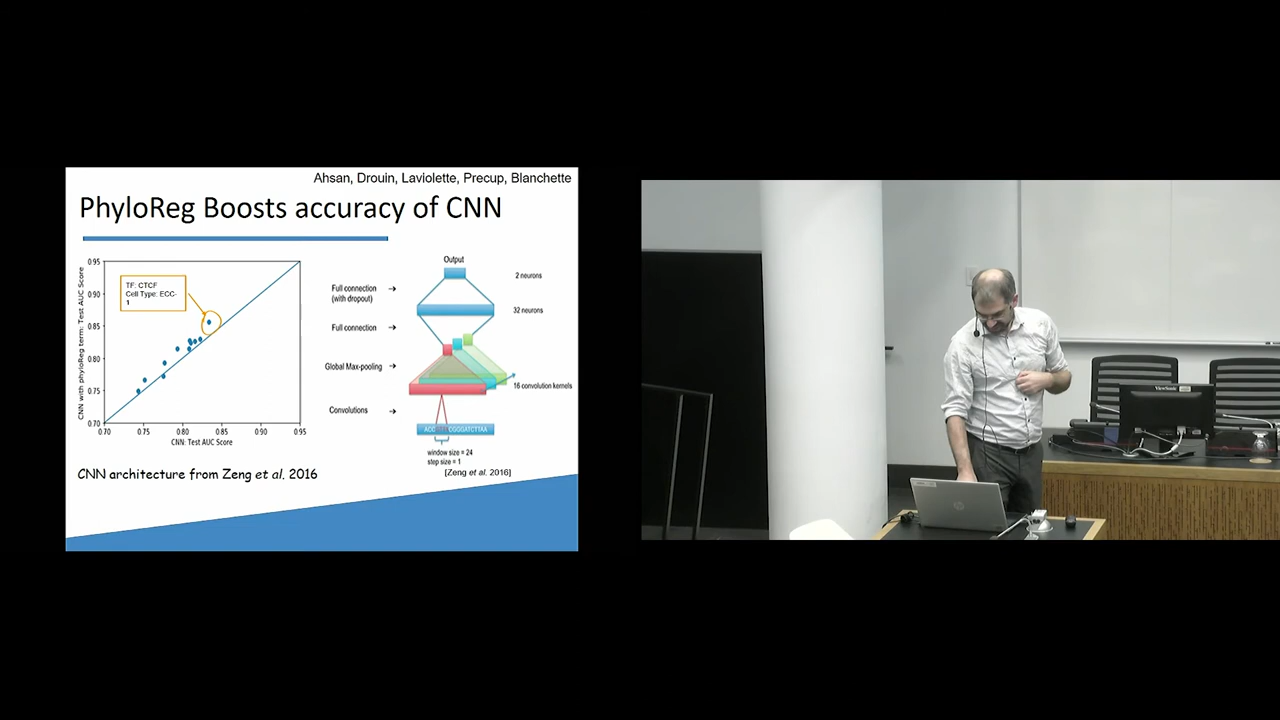 Ahsan, Drouin, Laviolette, Precup, Blanchette
PhyloReg Boosts accuracy of CNN
CNN with phyloReg term: Test AUC Score
0.95
0.90
0.85
0.80
0.75
0.70
TF: CTCF
Cell Type: ECC-
1
0.70
0.75
0.80
0.85
0.90
0.95
CNN: Test AUC Score
CNN architecture from Zeng et al. 2016
Output
2 neurons
Full connection
(with dropout)
32 neurons
Full connection
Global Max-pooling
16 convolution kernels
Convolutions
CGGGATCTTAA
window size = 24
step size = 1
[Zeng et al. 2016]
ViewSonic
hp